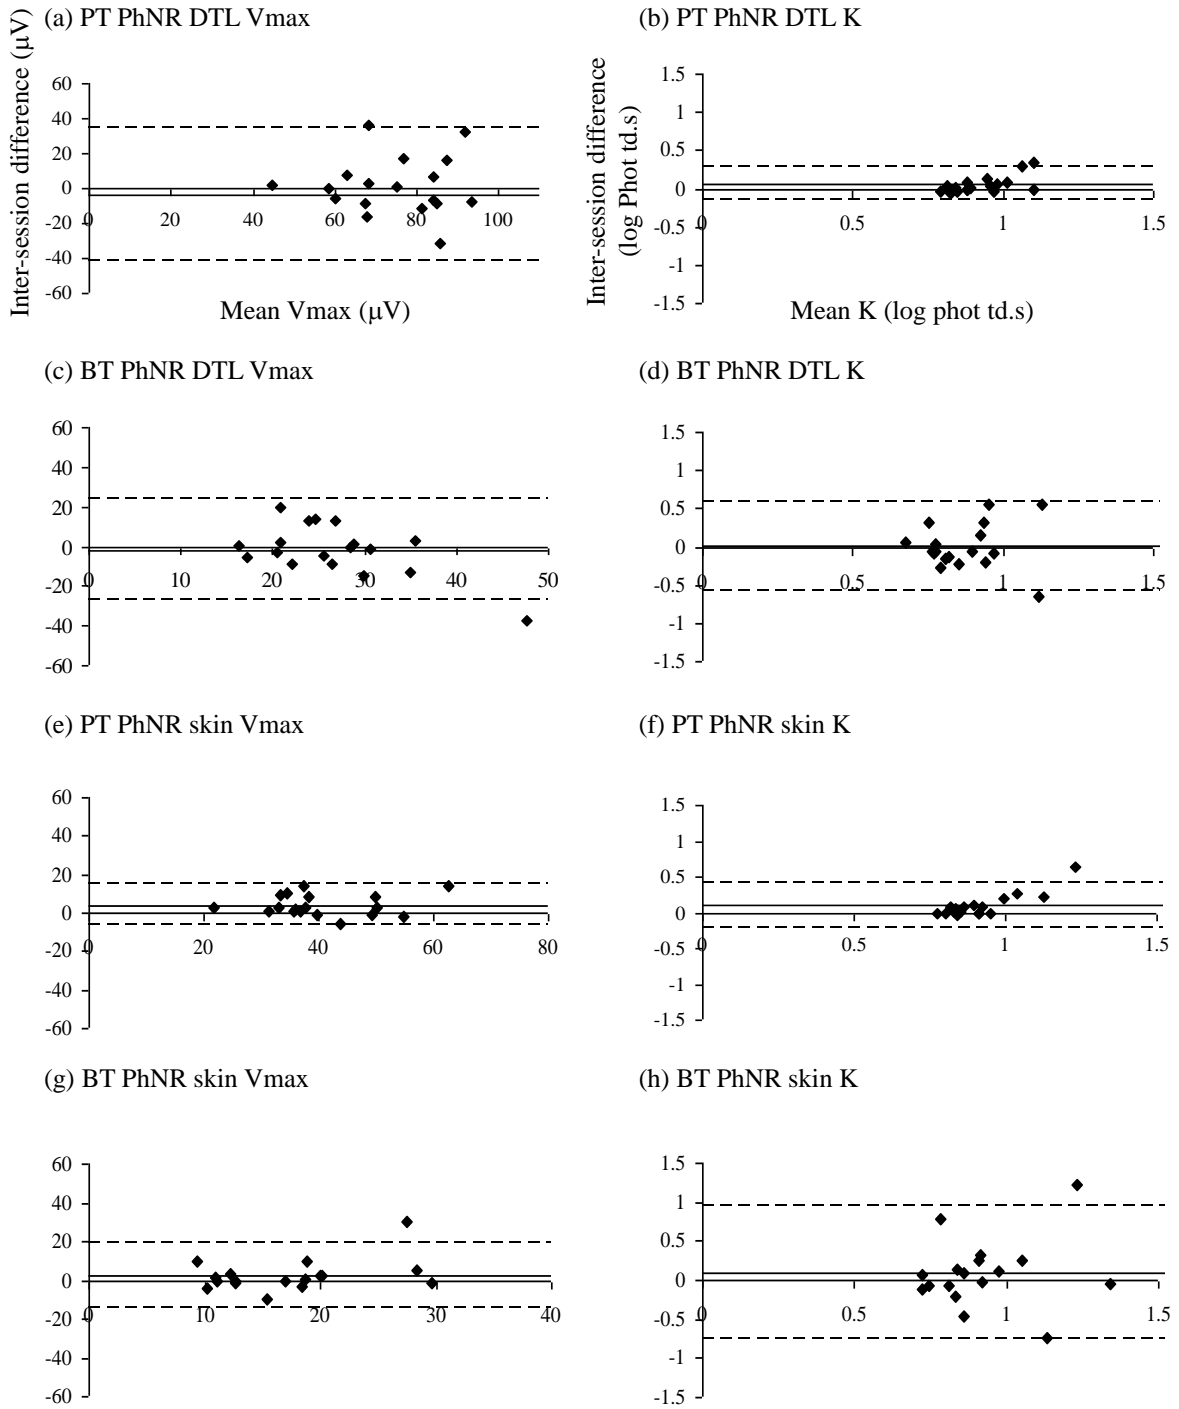 (a) PT PhNR DTL Vmax
Inter-session difference (μV)
60
40
20
0
-20
-40
-60
0 20 40 60 80 100
Mean Vmax (μV)
(b) PT PhNR DTL K
Inter-session difference
(log Phot td.s)
1.5
1
0.5
0
-0.5
-1
-1.5
0 0.5 1 1.5
Mean K (log phot td.s)
(c) BT PhNR DTL Vmax
60
40
20
0
-20
-40
-60
0 10 20 30 40 50
(d) BT PhNR DTL K
1.5
1
0.5
0
-0.5
-1
-1.5
0 0.5 1 1.5
(e) PT PhNR skin Vmax
60
40
20
0
-20
-40
-60
0 20 40 60 80
(f) PT PhNR skin K
1.5
1
0.5
0
-0.5
-1
-1.5
0 0.5 1 1.5
(g) BT PhNR skin Vmax
60
40
20
0
-20
-40
-60
0 10 20 30 40
(h) BT PhNR skin K
1.5
1
0.5
0
-0.5
-1
-1.5
0 0.5 1 1.5